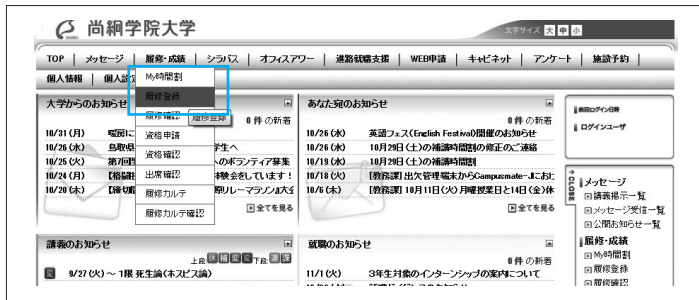 尚絅学院大学
文字サイズ 大 中 小
TOP | メッセージ | 履修・成績 | シラバス | オフィスアワー | 進路就職支援 | WEB申請 | キャビネット | アンケート | 施設予約 |
個人情報 | 個人設定
My時間割
履修登録
履修確認
履修登録
資格申請
資格確認
出席確認
履修カルテ
履修カルテ確認
大学からのお知らせ
0件の新着
10/31(月) 暖房に
10/26(水) 鳥取県 学生へ
10/25(火) 第7回 へのボランティア募集
10/24(月) 体験会をしています!
10/20(木) 【締切 リレーマラソン
全てを見る
あなた宛のお知らせ
0件の新着
10/26(水) 英語フェス(English Festival)開催のお知らせ
10/26(水) 10月29日(土)の補講時間割の修正のご連絡
10/19(水) 10月29日(土)の補講時間割
10/18(火) [教務課]出欠管理端末からCampusmate-Jにおけ
10/6(木) [教務課]10月11日(火)月曜授業日と14日(金)休
全てを見る
前回ログイン日時
ログインユーザ
CLOSE
メッセージ
講義掲示一覧
メッセージ受信一覧
公開お知らせ一覧
履修・成績
My時間割
履修登録
履修確認
講義のお知らせ
上段 休 補 変 変 下段 連 課
変 9/27(火)~ 1限 死生論(ホスピス論)
就職のお知らせ
0件の新着
11/1(火) 3年生対象のインターンシップの案内について